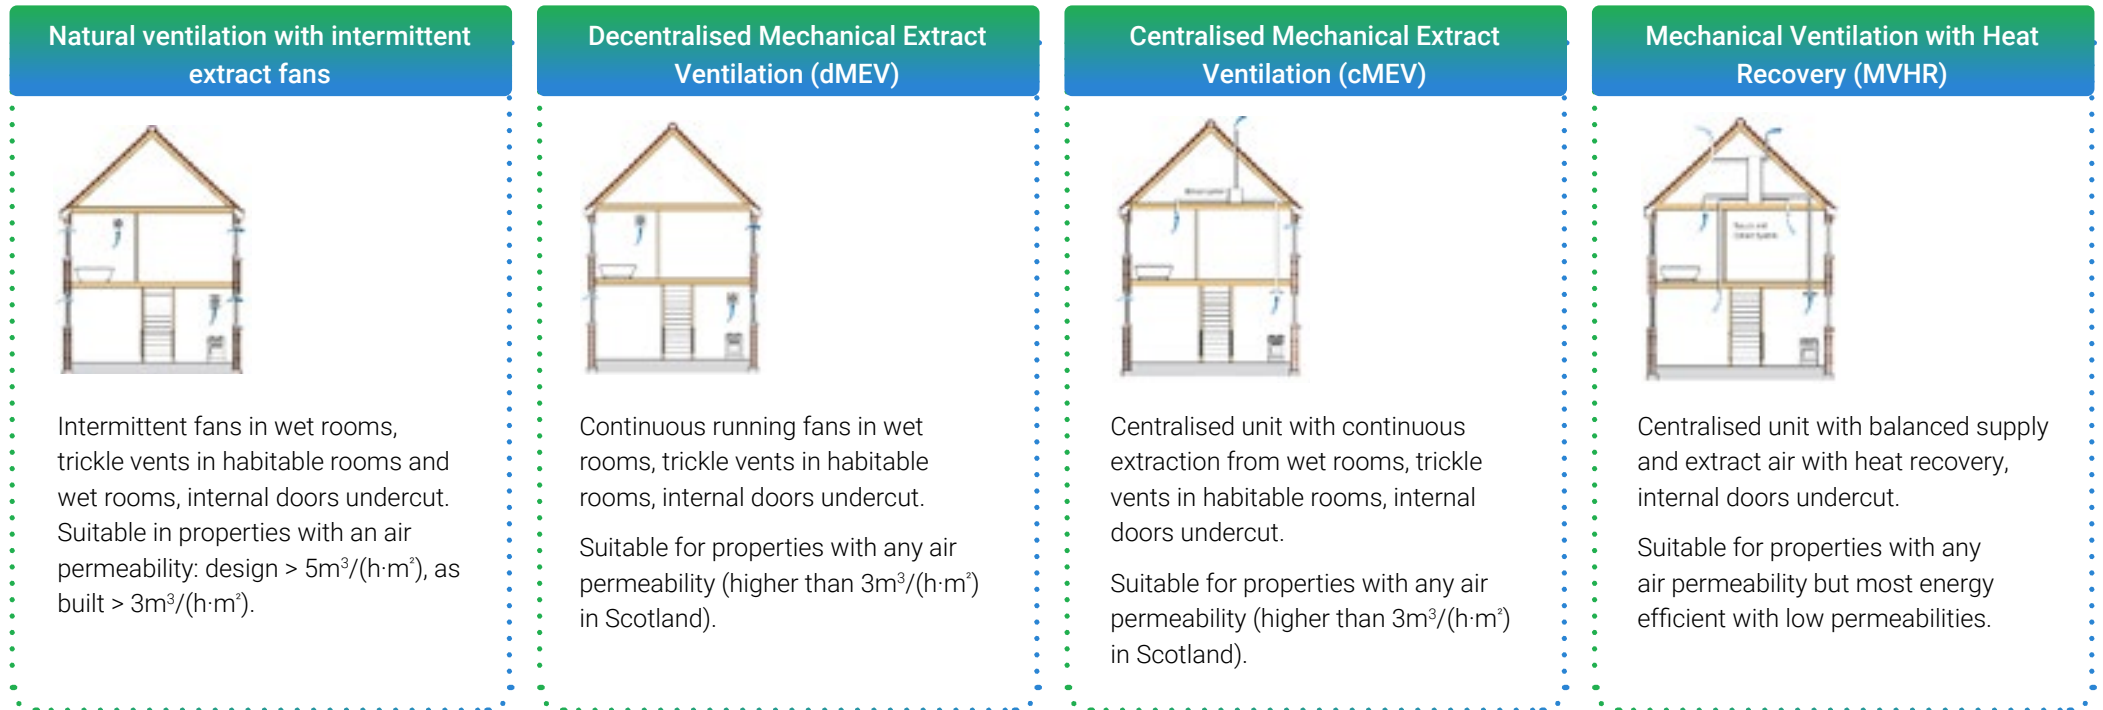 Natural ventilation with intermittent
extract fans
Intermittent fans in wet rooms,
trickle vents in habitable rooms and
wet rooms, internal doors undercut.
Suitable in properties with an air
permeability: design > 5m³/(h·m²), as
built > 3m³/(h·m²).
Decentralised Mechanical Extract
Ventilation (dMEV)
Continuous running fans in wet
rooms, trickle vents in habitable
rooms, internal doors undercut.
Suitable for properties with any air
permeability (higher than 3m³/(h·m²)
in Scotland).
Centralised Mechanical Extract
Ventilation (cMEV)
Centralised unit with continuous
extraction from wet rooms, trickle
vents in habitable rooms, internal
doors undercut.
Suitable for properties with any air
permeability (higher than 3m³/(h·m²)
in Scotland).
Mechanical Ventilation with Heat
Recovery (MVHR)
Centralised unit with balanced supply
and extract air with heat recovery,
internal doors undercut.
Suitable for properties with any
air permeability but most energy
efficient with low permeabilities.